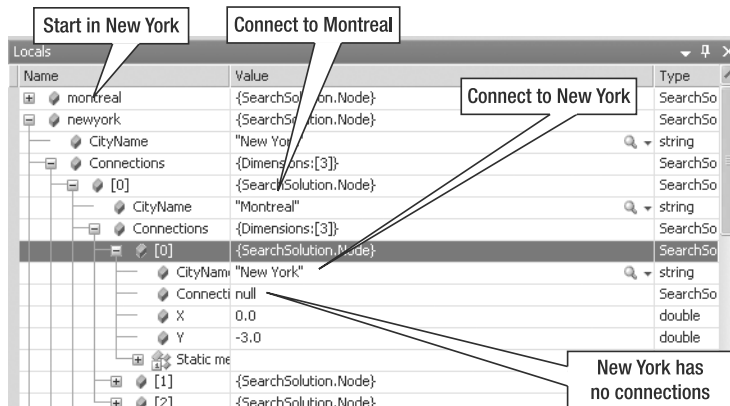 Start in New York
Connect to Montreal
Locals
Name Value Type
montreal {SearchSolution.Node} SearchSo
Connect to New York
newyork {SearchSolution.Node} SearchSo
CityName "New York" string
Connections {Dimensions:[3]} SearchSo
[0] {SearchSolution.Node} SearchSo
CityName "Montreal" string
Connections {Dimensions:[3]} SearchSo
[0] {SearchSolution.Node} SearchSo
CityName "New York" string
Connecti null SearchSo
X 0.0 double
Y -3.0 double
Static me
New York has
no connections
[1] {SearchSolution.Node}
[2] {SearchSolution.Node}